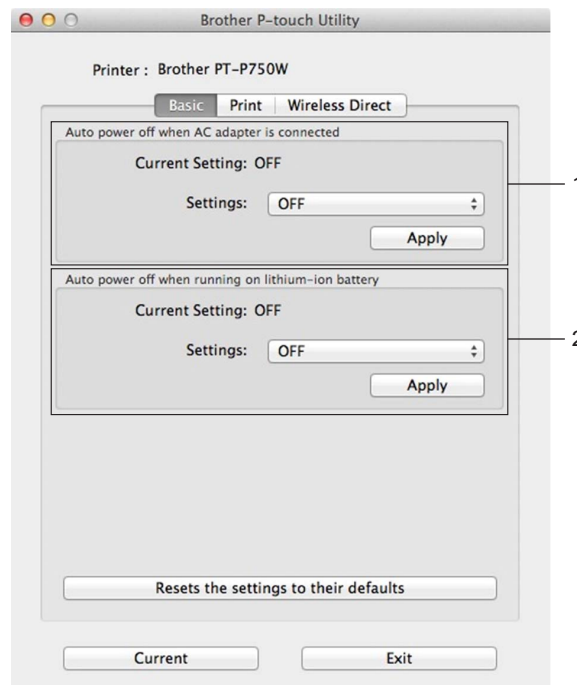 Brother P-touch Utility
Printer : Brother PT-P750W
Basic Print Wireless Direct
Auto power off when AC adapter is connected
Current Setting: OFF
Settings: OFF
Apply
1
Auto power off when running on lithium-ion battery
Current Setting: OFF
Settings: OFF
Apply
2
Resets the settings to their defaults
Current Exit